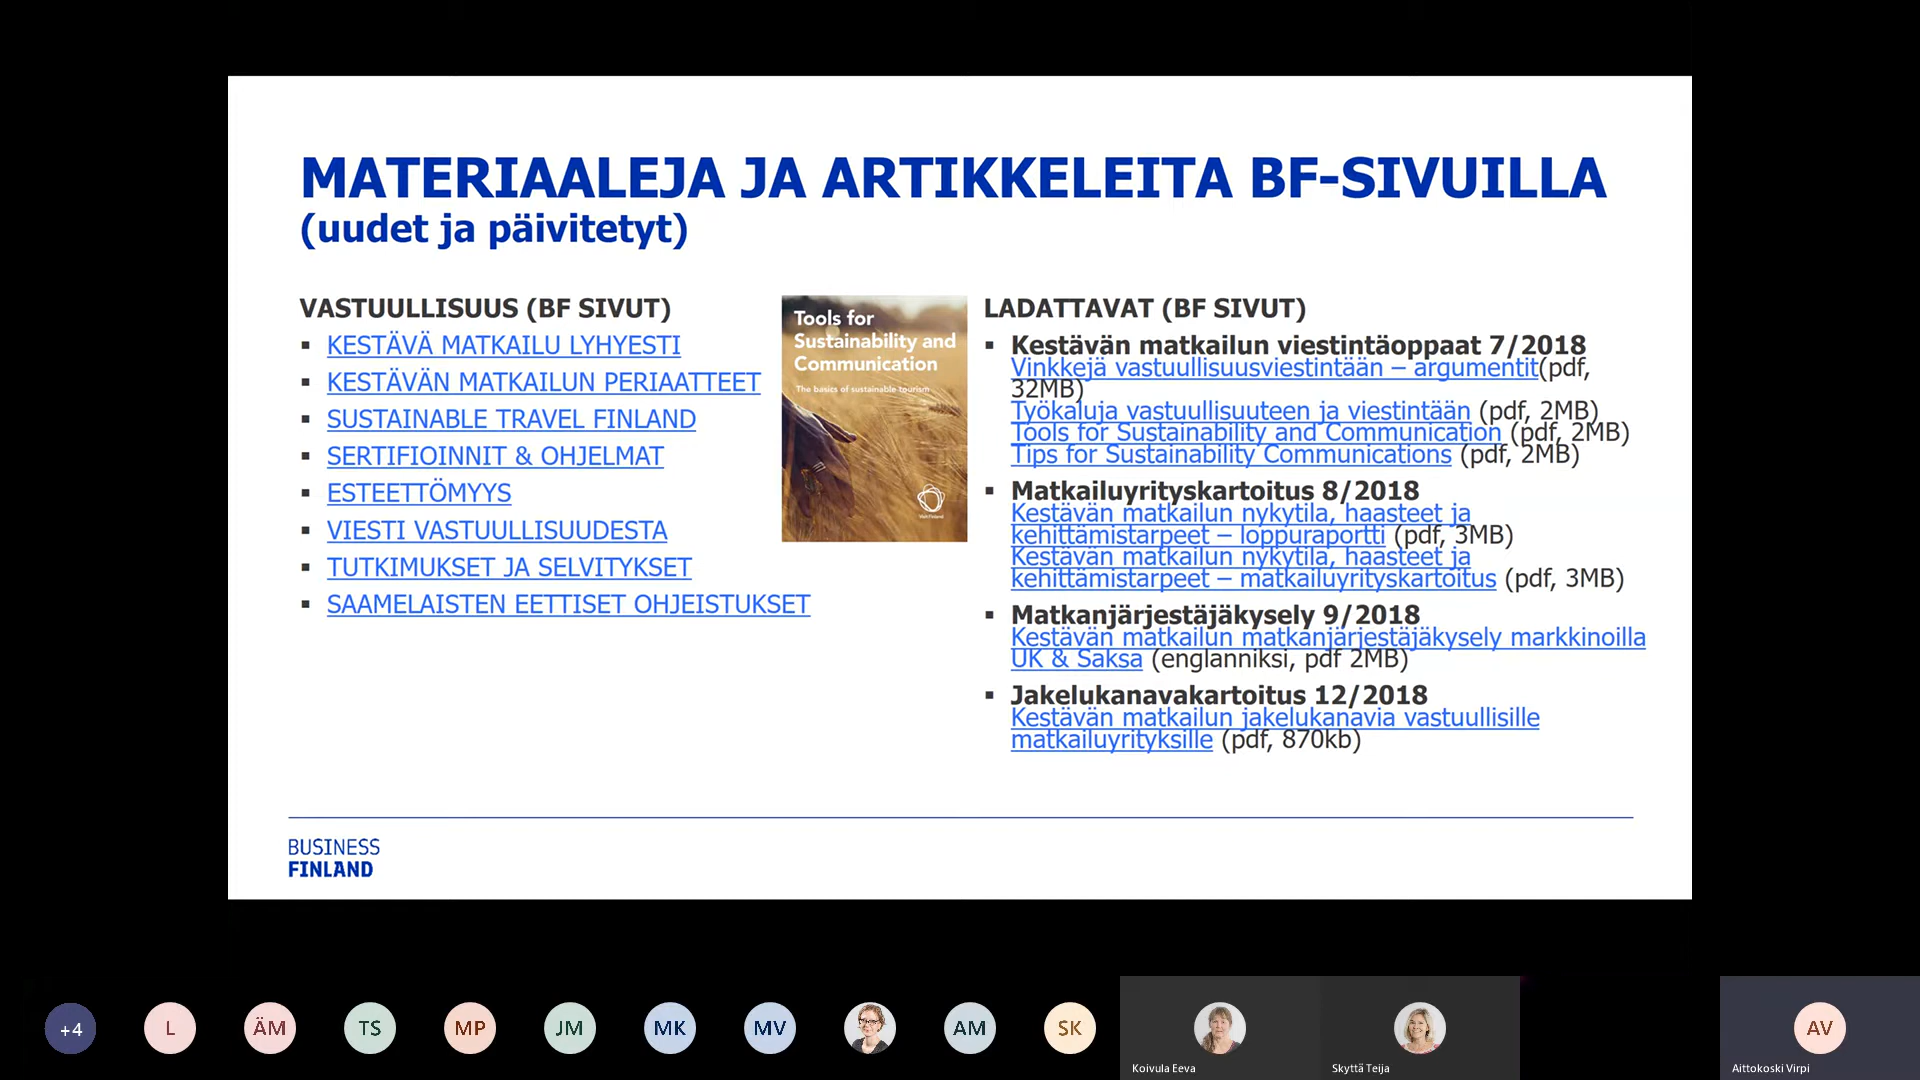 MATERIAALEJA JA ARTIKKELEITA BF-SIVUILLA
(uudet ja päivitetyt)
VASTUULLISUUS (BF SIVUT)
▪ KESTÄVÄ MATKAILU LYHYESTI
▪ KESTÄVÄN MATKAILUN PERIAATTEET
▪ SUSTAINABLE TRAVEL FINLAND
▪ SERTIFIOINNIT & OHJELMAT
▪ ESTEETTÖMYYS
▪ VIESTI VASTUULLISUUDESTA
▪ TUTKIMUKSET JA SELVITYKSET
▪ SAAMELAISTEN EETTISET OHJEISTUKSET
Tools for
Sustainability and
Communication
The basics of sustainable tourism
Visit Finland
LADATTAVAT (BF SIVUT)
▪ Kestävän matkailun viestintäoppaat 7/2018
Vinkkejä vastuullisuusviestintään – argumentit(pdf,
32MB)
Työkaluja vastuullisuuteen ja viestintään (pdf, 2MB)
Tools for Sustainability and Communication (pdf, 2MB)
Tips for Sustainability Communications (pdf, 2MB)
▪ Matkailuyrityskartoitus 8/2018
Kestävän matkailun nykytila, haasteet ja
kehittämistarpeet – loppuraportti (pdf, 3MB)
Kestävän matkailun nykytila, haasteet ja
kehittämistarpeet – matkailuyrityskartoitus (pdf, 3MB)
▪ Matkanjärjestäjäkysely 9/2018
Kestävän matkailun matkanjärjestäjäkysely markkinoilla
UK & Saksa (englanniksi, pdf 2MB)
▪ Jakelukanavakartoitus 12/2018
Kestävän matkailun jakelukanavia vastuullisille
matkailuyrityksille (pdf, 870kb)
BUSINESS
FINLAND
+4
L
ÄM
TS
MP
JM
MK
MV
AM
SK
Koivula Eeva
Skyttä Teija
AV
Aittokoski Virpi